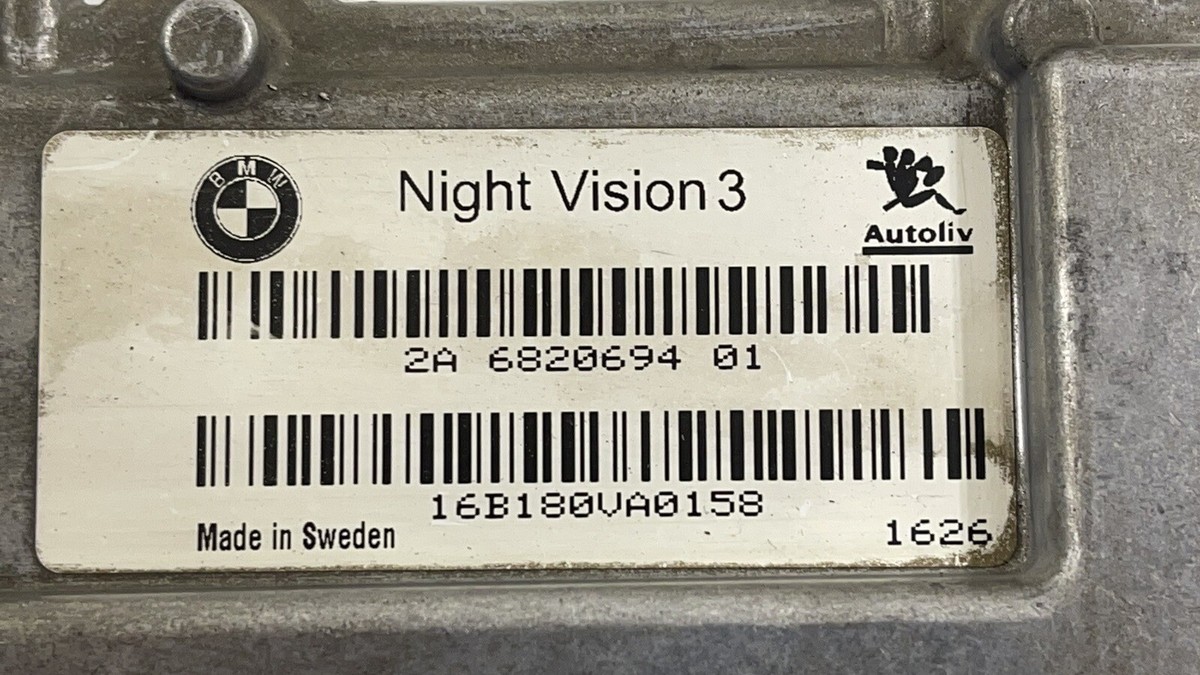 BMW
Night Vision 3
Autoliv
2A 6820694 01
16B180VA0158
Made in Sweden
1626